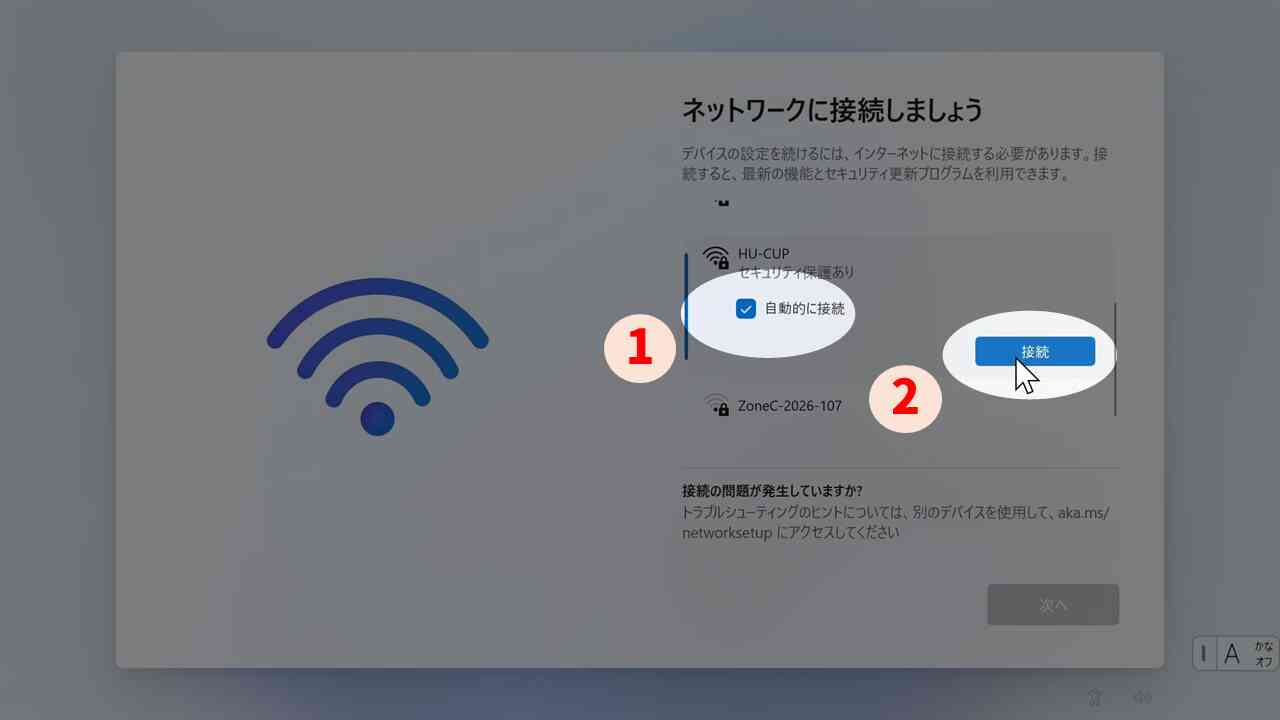 ネットワークに接続しましょう
デバイスの設定を続けるには、インターネットに接続する必要があります。接
続すると、最新の機能とセキュリティ更新プログラムを利用できます。
HU-CUP
セキュリティ保護あり
自動的に接続
1
接続
2
ZoneC-2026-107
接続の問題が発生していますか?
トラブルシューティングのヒントについては、別のデバイスを使用して、aka.ms/
networksetup にアクセスしてください
次へ
A
かな
オフ